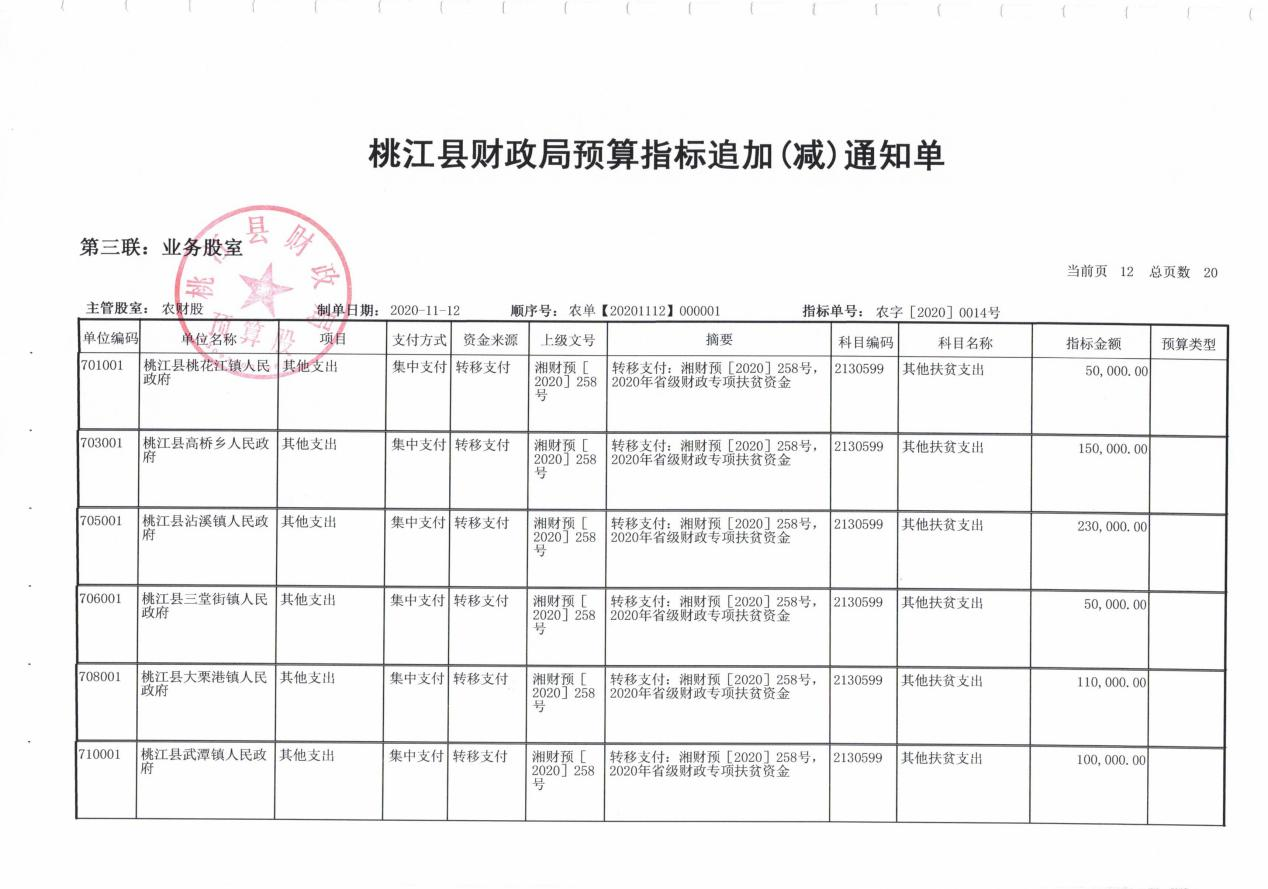 桃江县财政局预算指标追加(减)通知单
第三联：业务股室
当前页 12 总页数 20
主管股室：农财股 制单日期：2020-11-12 顺序号：农单【20201112】000001 指标单号：农字［2020］0014号
单位编码 单位名称 项目 支付方式 资金来源 上级文号 摘要 科目编码 科目名称 指标金额 预算类型
701001 桃江县桃花江镇人民 其他支出 集中支付 转移支付 湘财预［ 转移支付：湘财预［2020］258号， 2130599 其他扶贫支出 50,000.00
政府 2020］258 2020年省级财政专项扶贫资金
号
703001 桃江县高桥乡人民政 其他支出 集中支付 转移支付 湘财预［ 转移支付：湘财预［2020］258号， 2130599 其他扶贫支出 150,000.00
府 2020］258 2020年省级财政专项扶贫资金
号
705001 桃江县沾溪镇人民政 其他支出 集中支付 转移支付 湘财预［ 转移支付：湘财预［2020］258号， 2130599 其他扶贫支出 230,000.00
府 2020］258 2020年省级财政专项扶贫资金
号
706001 桃江县三堂街镇人民 其他支出 集中支付 转移支付 湘财预［ 转移支付：湘财预［2020］258号， 2130599 其他扶贫支出 50,000.00
政府 2020］258 2020年省级财政专项扶贫资金
号
708001 桃江县大栗港镇人民 其他支出 集中支付 转移支付 湘财预［ 转移支付：湘财预［2020］258号， 2130599 其他扶贫支出 110,000.00
政府 2020］258 2020年省级财政专项扶贫资金
号
710001 桃江县武潭镇人民政 其他支出 集中支付 转移支付 湘财预［ 转移支付：湘财预［2020］258号， 2130599 其他扶贫支出 100,000.00
府 2020］258 2020年省级财政专项扶贫资金
号
桃江县财政局
预算股